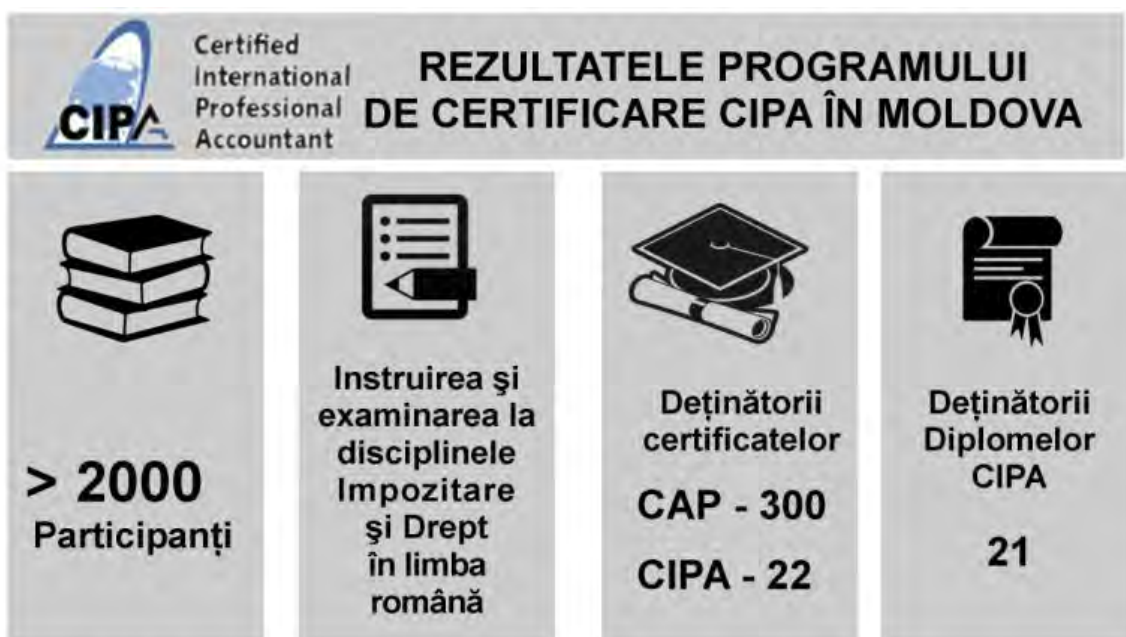 CIPA
Certified
International
Professional
Accountant
REZULTATELE PROGRAMULUI
DE CERTIFICARE CIPA ÎN MOLDOVA
> 2000
Participanți
Instruirea şi
examinarea la
disciplinele
Impozitare
şi Drept
în limba
română
Deținătorii
certificatelor
CAP - 300
CIPA - 22
Deținătorii
Diplomelor
CIPA
21